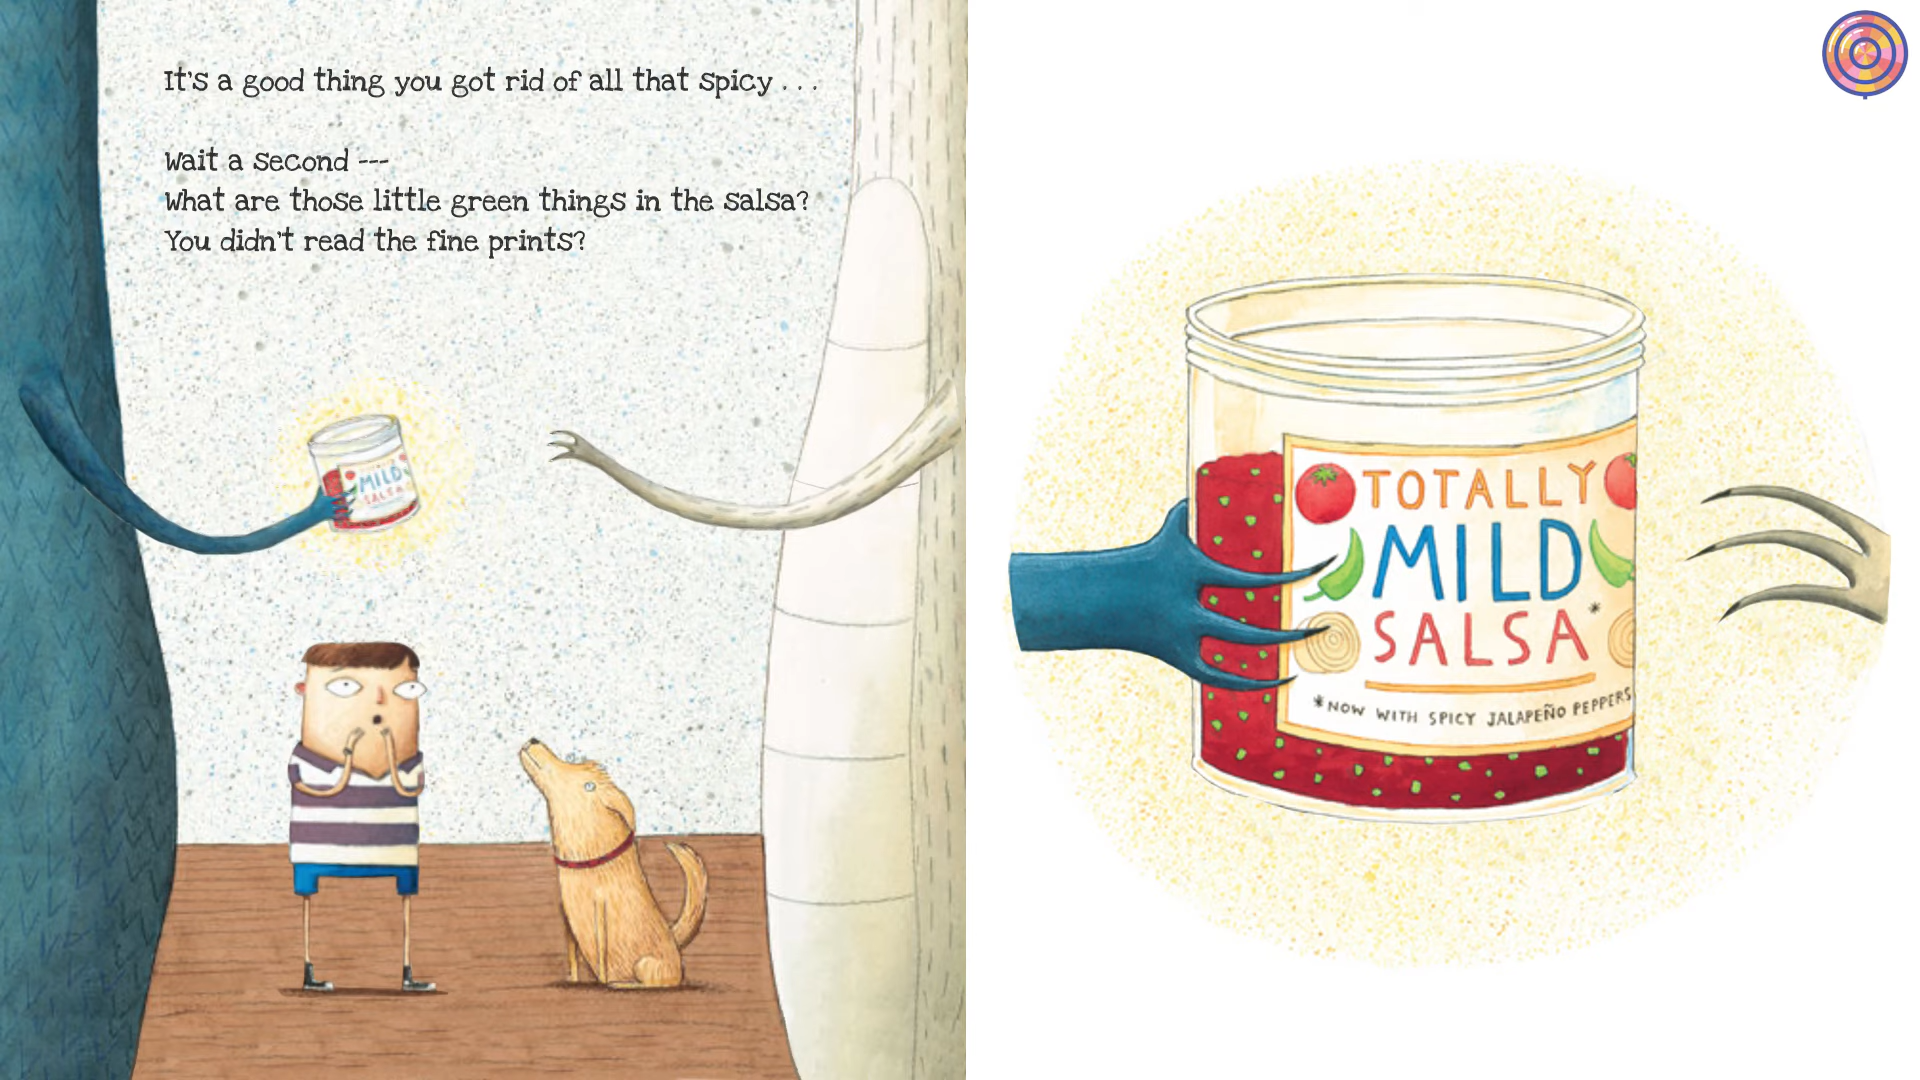 It's a good thing you got rid of all that spicy . . .
Wait a second ---
What are those little green things in the salsa?
You didn't read the fine prints?
MILD
SALSA
TOTALLY
MILD
SALSA*
*NOW WITH SPICY JALAPEÑO PEPPERS